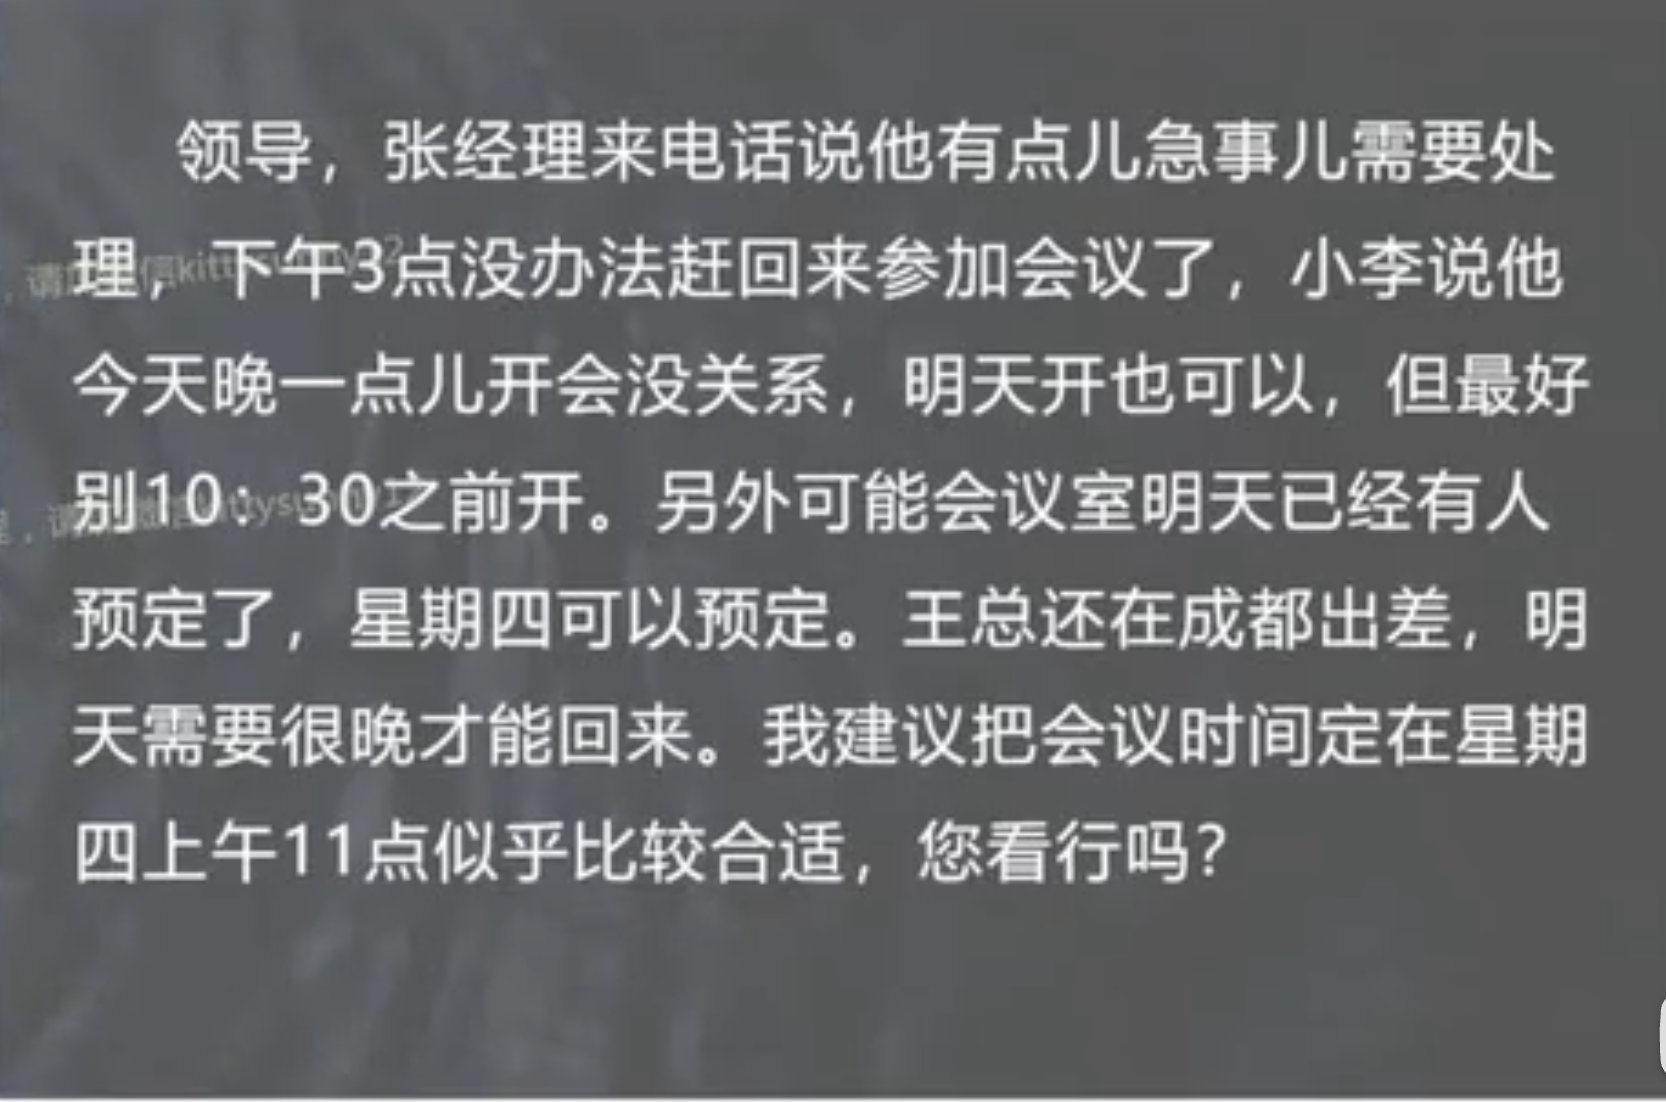 领导，张经理来电话说他有点儿急事儿需要处
理，下午3点没办法赶回来参加会议了，小李说他
今天晚一点儿开会没关系，明天开也可以，但最好
别10：30之前开。另外可能会议室明天已经有人
预定了，星期四可以预定。王总还在成都出差，明
天需要很晚才能回来。我建议把会议时间定在星期
四上午11点似乎比较合适，您看行吗？